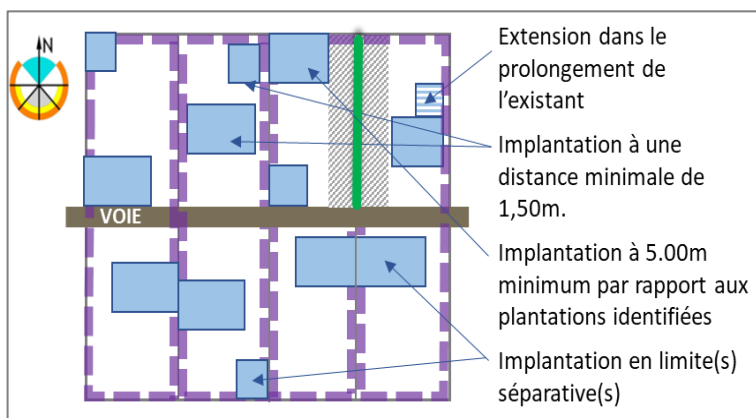 N
Extension dans le
prolongement de
l'existant
Implantation à une
distance minimale de
1,50m.
VOIE
Implantation à 5.00m
minimum par rapport aux
plantations identifiées
Implantation en limite(s)
séparative(s)